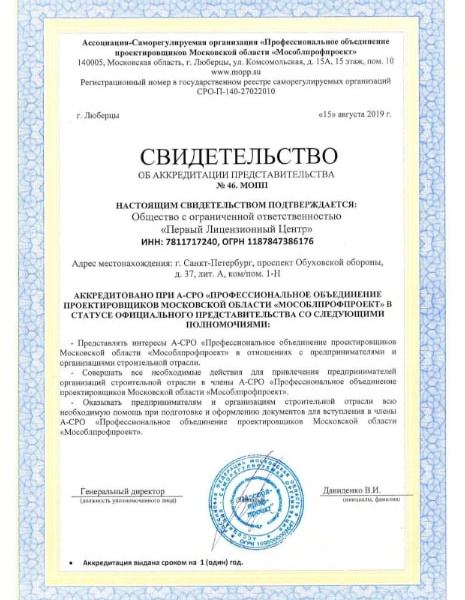 Ассоциация-Саморегулируемая организация «Профессиональное объединение
проектировщиков Московской области «Мособлпрофпроект»
140005, Московская область, г. Люберцы, ул. Комсомольская, д. 15А, 15 этаж, пом. 10
www.mopp.su
Регистрационный номер в государственном реестре саморегулируемых организаций
СРО-П-140-27022010
г. Люберцы
«15» августа 2019 г.
СВИДЕТЕЛЬСТВО
ОБ АККРЕДИТАЦИИ ПРЕДСТАВИТЕЛЬСТВА
№ 46. МОПП
НАСТОЯЩИМ СВИДЕТЕЛЬСТВОМ ПОДТВЕРЖДАЕТСЯ:
Общество с ограниченной ответственностью
«Первый Лицензионный Центр»
ИНН: 7811717240, ОГРН 1187847386176
Адрес местонахождения: г. Санкт-Петербург, проспект Обуховской обороны,
д. 37, лит. А, ком/пом. 1-Н
АККРЕДИТОВАНО ПРИ А-СРО «ПРОФЕССИОНАЛЬНОЕ ОБЪЕДИНЕНИЕ
ПРОЕКТИРОВЩИКОВ МОСКОВСКОЙ ОБЛАСТИ «МОСОБЛПРОФПРОЕКТ» В
СТАТУСЕ ОФИЦИАЛЬНОГО ПРЕДСТАВИТЕЛЬСТВА СО СЛЕДУЮЩИМИ
ПОЛНОМОЧИЯМИ:
- Представлять интересы А-СРО «Профессиональное объединение проектировщиков
Московской области «Мособлпрофпроект» в отношениях с предпринимателями и
организациями строительной отрасли.
- Совершать все необходимые действия для привлечения предпринимателей
организаций строительной отрасли в члены А-СРО «Профессиональное объединение
проектировщиков Московской области «Мособлпрофпроект».
- Оказывать предпринимателям и организациям строительной отрасли всю
необходимую помощь при подготовке и оформлению документов для вступления в члены
А-СРО «Профессиональное объединение проектировщиков Московской области
«Мособлпрофпроект».
Генеральный директор
(должность уполномоченного лица)
Даниленко В.И.
(инициалы, фамилия)
• Аккредитация выдана сроком на 1 (один) год.